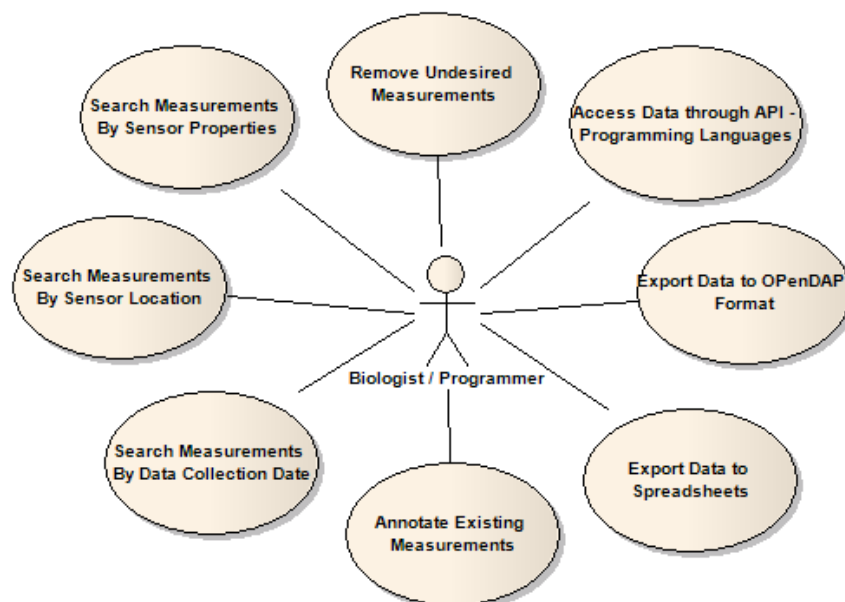 Remove Undesired
Measurements
Search Measurements
By Sensor Properties
Access Data through API -
Programming Languages
Search Measurements
By Sensor Location
Export Data to OPenDAP
Format
Biologist / Programmer
Search Measurements
By Data Collection Date
Export Data to
Spreadsheets
Annotate Existing
Measurements